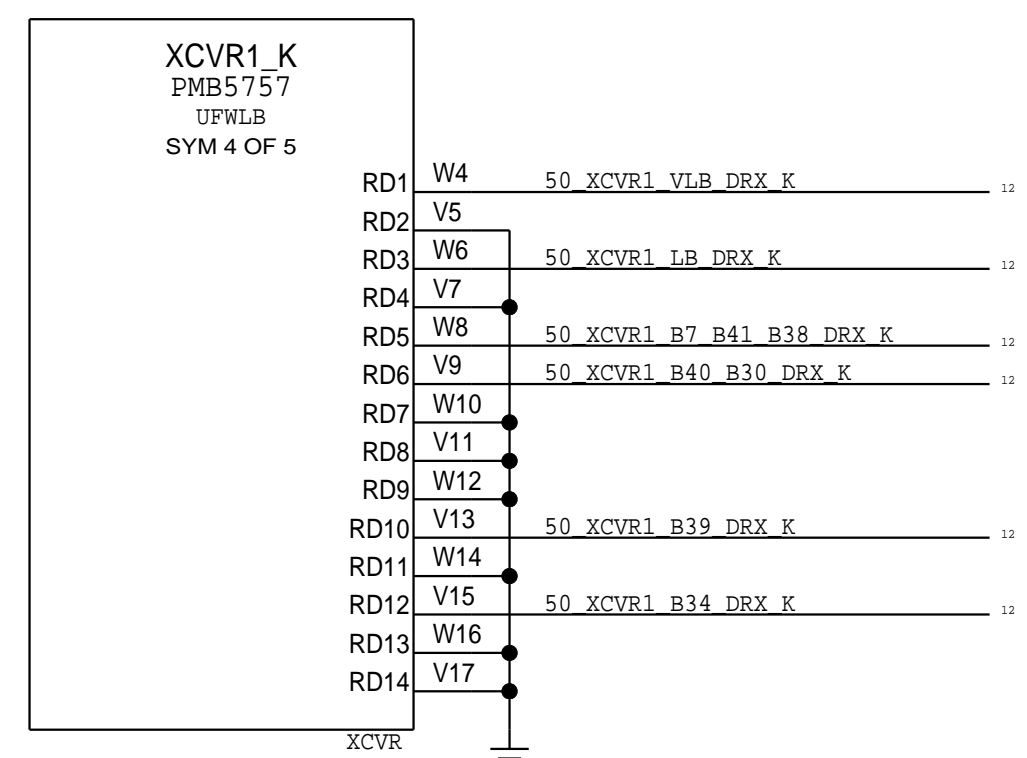 XCVR1_K
PMB5757
UFWLB
SYM 4 OF 5
RD1 W4 50_XCVR1_VLB_DRX_K 12
RD2 V5
RD3 W6 50_XCVR1_LB_DRX_K 12
RD4 V7
RD5 W8 50_XCVR1_B7_B41_B38_DRX_K 12
RD6 V9 50_XCVR1_B40_B30_DRX_K 12
RD7 W10
RD8 V11
RD9 W12
RD10 V13 50_XCVR1_B39_DRX_K 12
RD11 W14
RD12 V15 50_XCVR1_B34_DRX_K 12
RD13 W16
RD14 V17
XCVR